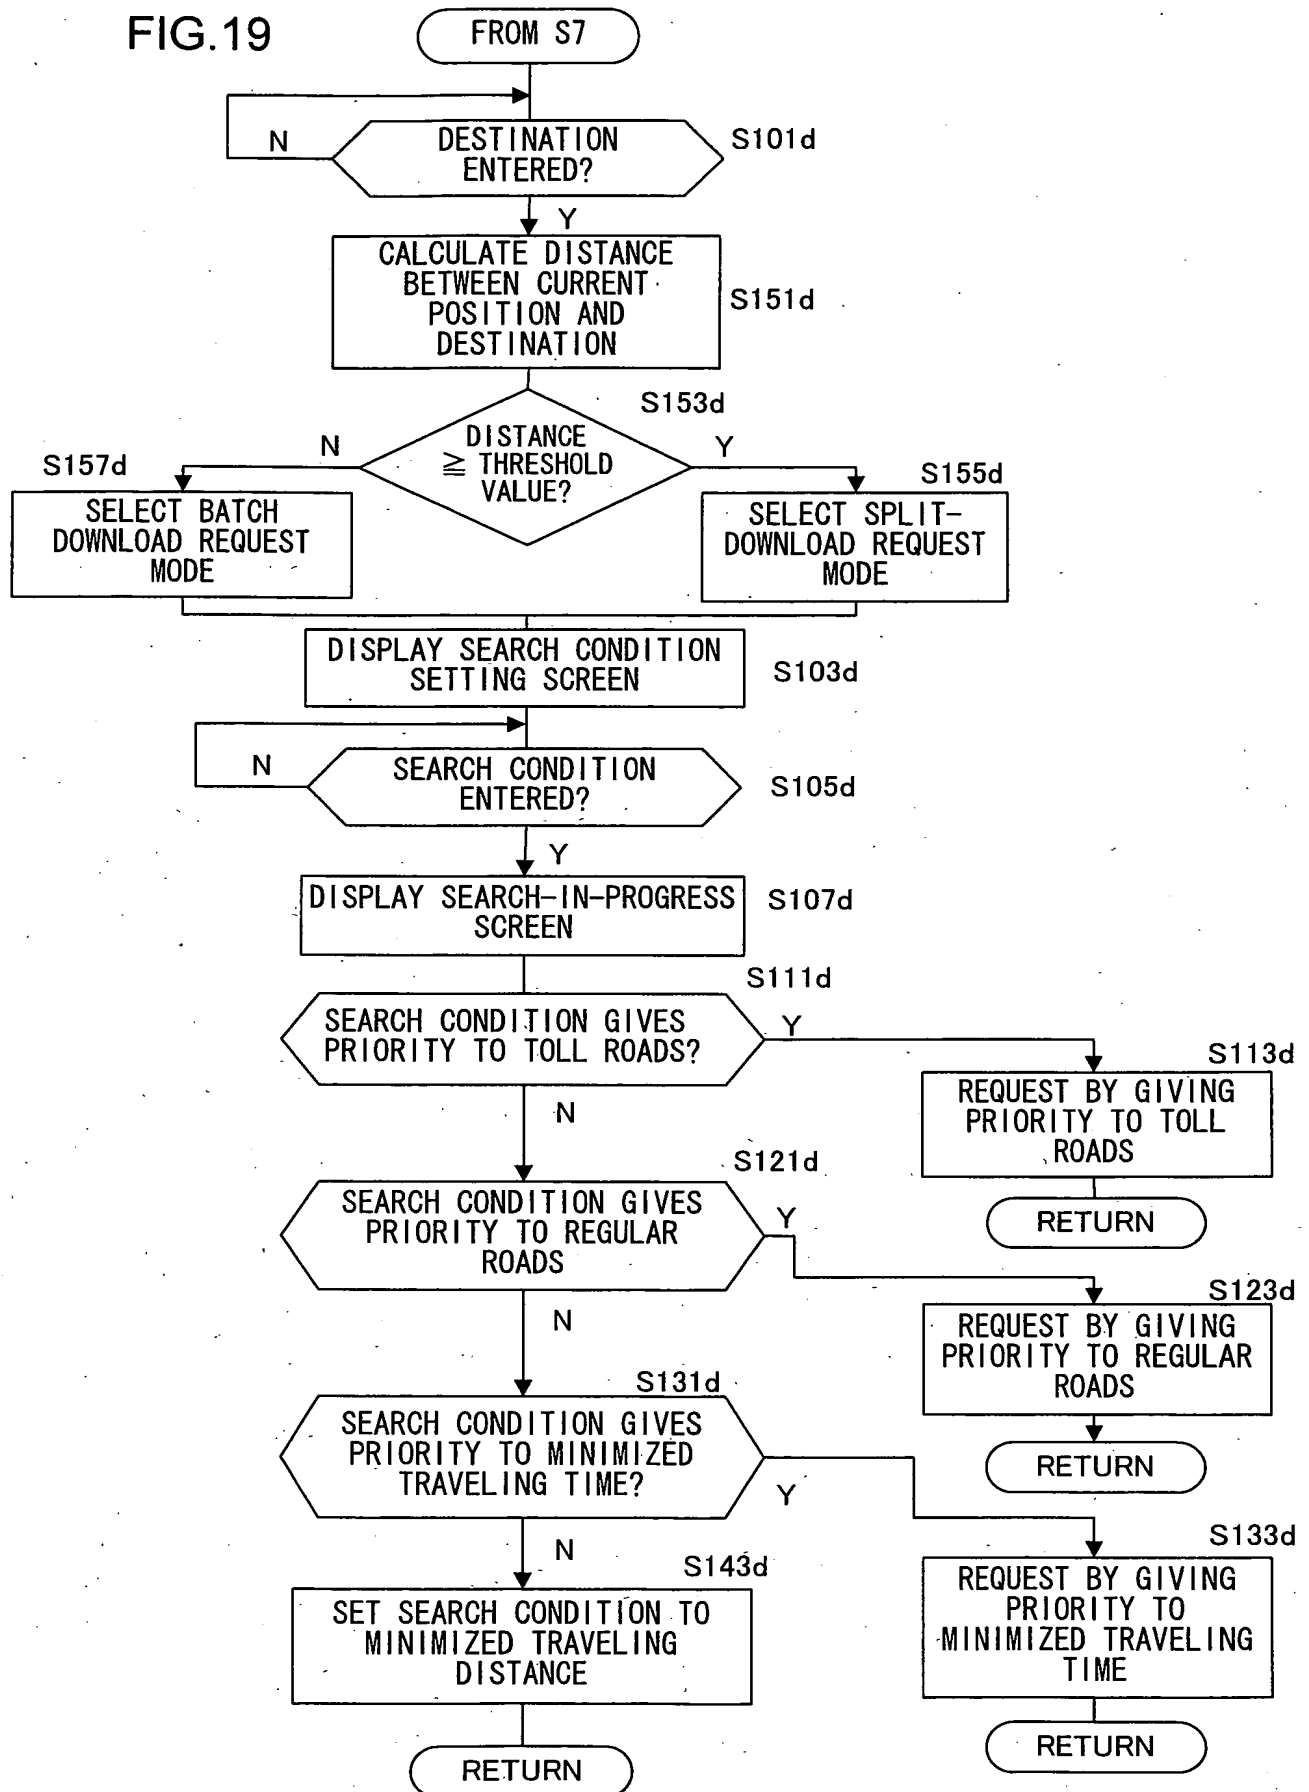 FIG.19
FROM S7
N
DESTINATION
ENTERED?
S101d
Y
CALCULATE DISTANCE
BETWEEN CURRENT
POSITION AND
DESTINATION
S151d
S153d
N
DISTANCE
≧ THRESHOLD
VALUE?
Y
S157d
S155d
SELECT BATCH
DOWNLOAD REQUEST
MODE
SELECT SPLIT-
DOWNLOAD REQUEST
MODE
DISPLAY SEARCH CONDITION
SETTING SCREEN
S103d
N
SEARCH CONDITION
ENTERED?
S105d
Y
DISPLAY SEARCH-IN-PROGRESS
SCREEN
S107d
S111d
SEARCH CONDITION GIVES
PRIORITY TO TOLL ROADS?
Y
S113d
REQUEST BY GIVING
PRIORITY TO TOLL
ROADS
N
RETURN
S121d
SEARCH CONDITION GIVES
PRIORITY TO REGULAR
ROADS
Y
S123d
REQUEST BY GIVING
PRIORITY TO REGULAR
ROADS
N
RETURN
S131d
SEARCH CONDITION GIVES
PRIORITY TO MINIMIZED
TRAVELING TIME?
Y
S133d
REQUEST BY GIVING
PRIORITY TO
MINIMIZED TRAVELING
TIME
N
S143d
SET SEARCH CONDITION TO
MINIMIZED TRAVELING
DISTANCE
RETURN
RETURN